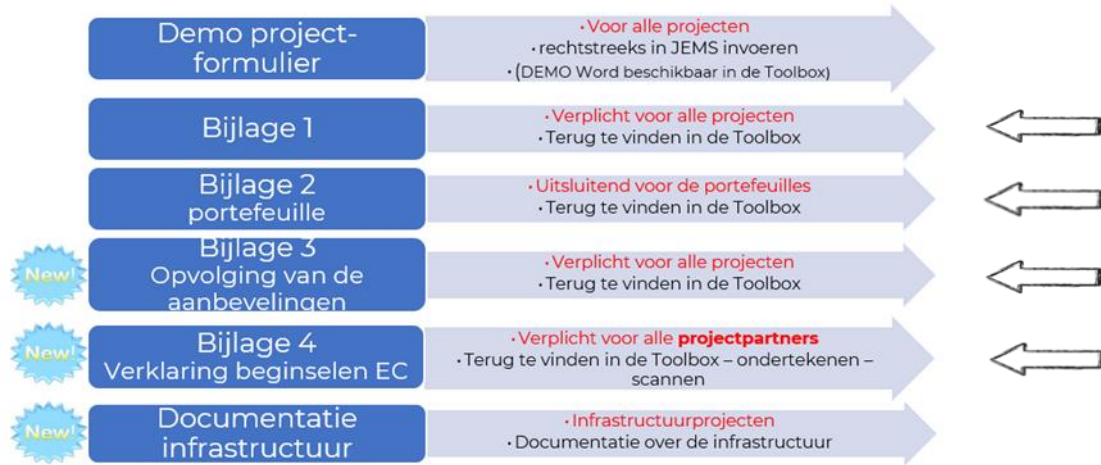 Demo project-
formulier
• Voor alle projecten
• rechtstreeks in JEMS invoeren
• (DEMO Word beschikbaar in de Toolbox)
Bijlage 1
• Verplicht voor alle projecten
• Terug te vinden in de Toolbox
Bijlage 2
portefeuille
• Uitsluitend voor de portefeuilles
• Terug te vinden in de Toolbox
New!
Bijlage 3
Opvolging van de
aanbevelingen
• Verplicht voor alle projecten
• Terug te vinden in de Toolbox
New!
Bijlage 4
Verklaring beginselen EC
• Verplicht voor alle projectpartners
• Terug te vinden in de Toolbox – ondertekenen –
scannen
New!
Documentatie
infrastructuur
• Infrastructuurprojecten
• Documentatie over de infrastructuur